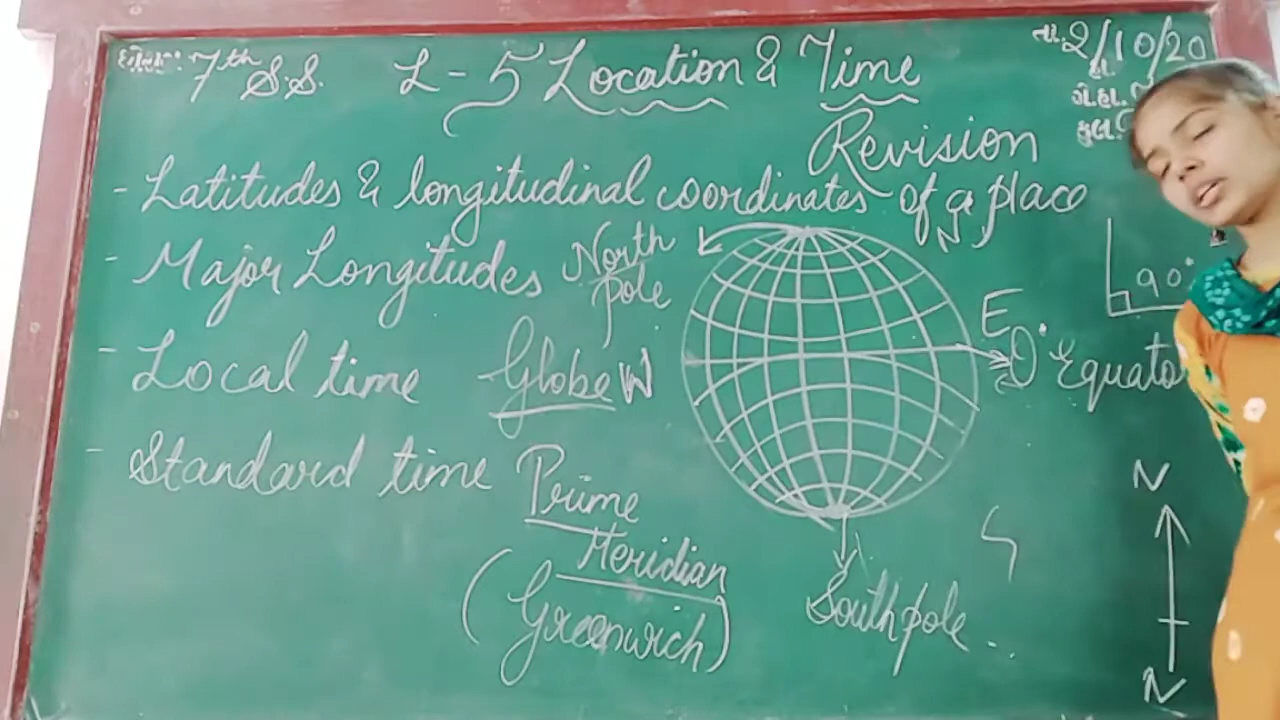 7th S.S. L-5 Location & Time
તા. 2/10/20
Revision
- Latitudes & longitudinal coordinates of a place
- Major Longitudes
North pole
N
90°
- Local time
Globe
W
E
0° Equato
- Standard time
Prime Meridian
(Greenwich)
South pole
S
N
N